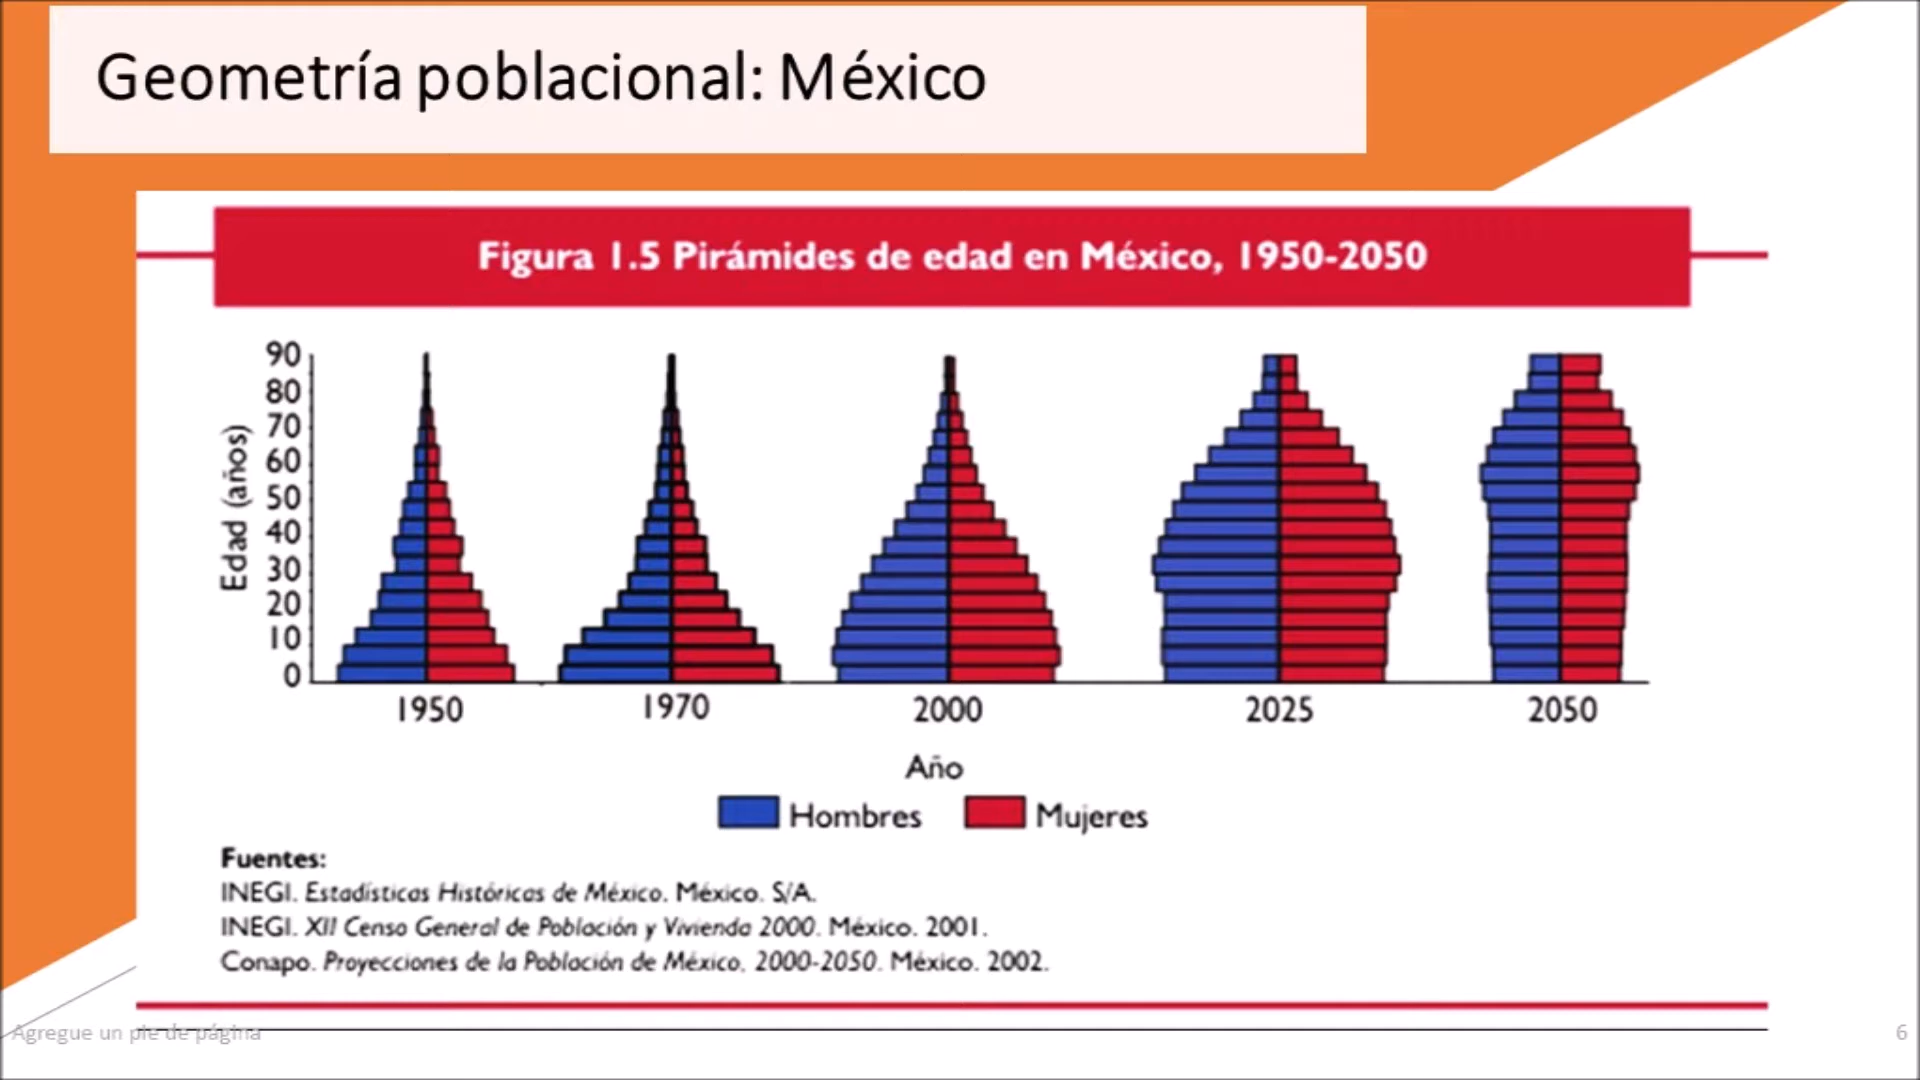 Geometría poblacional: México
Figura 1.5 Pirámides de edad en México, 1950-2050
90
80
70
60
50
40
30
20
10
0
Edad (años)
1950 1970 2000 2025 2050
Año
Hombres Mujeres
Fuentes:
INEGI. Estadísticas Históricas de México. México. S/A.
INEGI. XII Censo General de Población y Vivienda 2000. México. 2001.
Conapo. Proyecciones de la Población de México, 2000-2050. México. 2002.
Agregue un pie de página
6